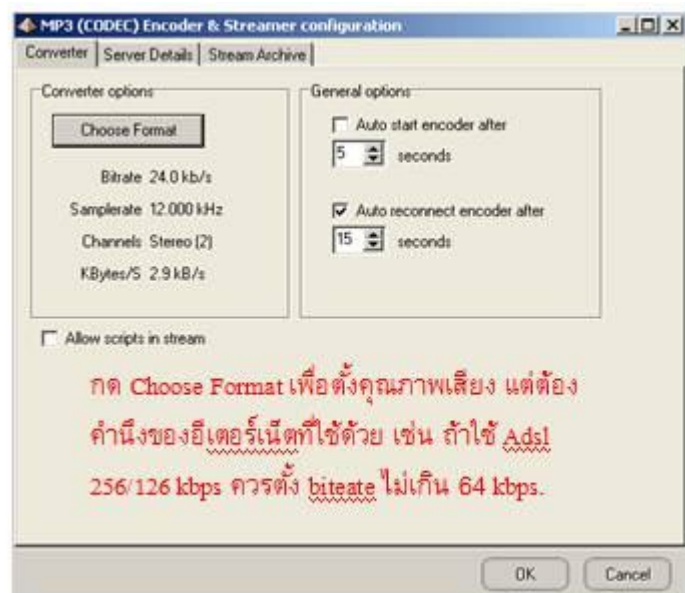 MP3 (CODEC) Encoder & Streamer configuration
Converter
Server Details
Stream Archive
Converter options
Choose Format
Bitrate 24.0 kb/s
Samplerate 12.000 kHz
Channels Stereo (2)
KBytes/S 2.9 kB/s
General options
Auto start encoder after
5 seconds
Auto reconnect encoder after
15 seconds
Allow scripts in stream
กด Choose Format เพื่อตั้งคุณภาพเสียง แต่ต้อง
คำนึงของอีเตอร์เน็ตที่ใช้ด้วย เช่น ถ้าใช้ Adsl
256/126 kbps ควรตั้ง biteate ไม่เกิน 64 kbps.
OK
Cancel